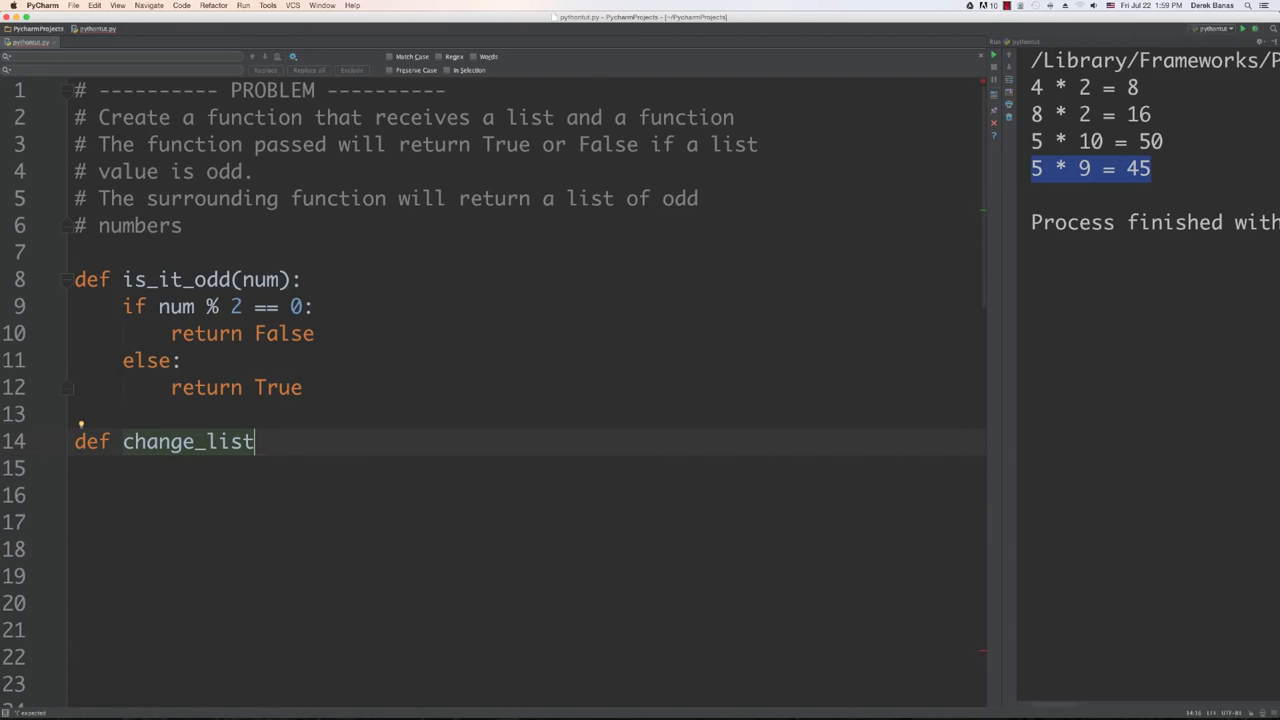 PyCharm File Edit View Navigate Code Refactor Run Tools VCS Window Help
10 Fri Jul 22 1:59 PM Derek Banas
pythontut.py - PycharmProjects - [~/PycharmProjects]
PycharmProjects pythontut.py
pythontut
pythontut.py
Run pythontut
Match Case Regex Words
Replace Replace all Exclude Preserve Case In Selection
1 # ---------- PROBLEM ----------
2 # Create a function that receives a list and a function
3 # The function passed will return True or False if a list
4 # value is odd.
5 # The surrounding function will return a list of odd
6 # numbers
7
8 def is_it_odd(num):
9 if num % 2 == 0:
10 return False
11 else:
12 return True
13
14 def change_list
15
16
17
18
19
20
21
22
23
24
/Library/Frameworks/P
4 * 2 = 8
8 * 2 = 16
5 * 10 = 50
5 * 9 = 45
Process finished with
'(' expected
14:16 LF÷ UTF-8÷